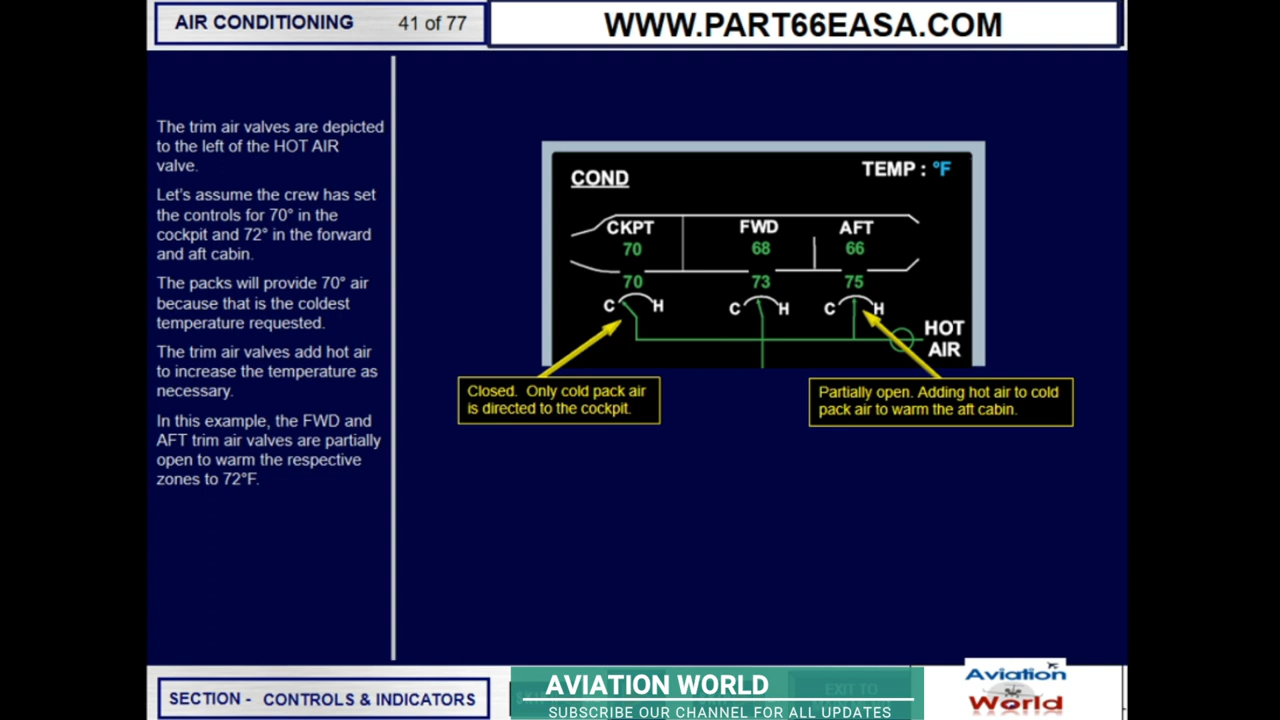 AIR CONDITIONING 41 of 77
WWW.PART66EASA.COM
The trim air valves are depicted
to the left of the HOT AIR
valve.
Let's assume the crew has set
the controls for 70° in the
cockpit and 72° in the forward
and aft cabin.
The packs will provide 70° air
because that is the coldest
temperature requested.
The trim air valves add hot air
to increase the temperature as
necessary.
In this example, the FWD and
AFT trim air valves are partially
open to warm the respective
zones to 72°F.
COND
TEMP : °F
CKPT FWD AFT
70 68 66
70 73 75
C H C H C H
HOT
AIR
Closed. Only cold pack air
is directed to the cockpit.
Partially open. Adding hot air to cold
pack air to warm the aft cabin.
SECTION - CONTROLS & INDICATORS
AVIATION WORLD
SUBSCRIBE OUR CHANNEL FOR ALL UPDATES
EXIT TO
Aviation
World